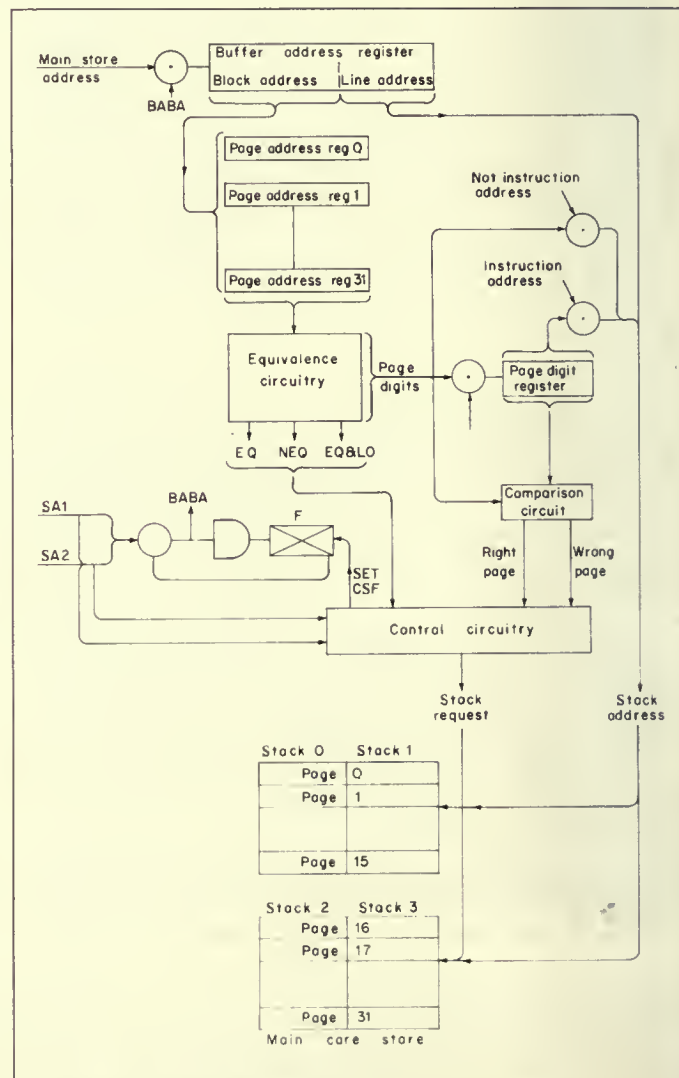 Buffer address register
Main store
address
Block address
Line address
BABA
Page address reg 0
Page address reg 1
Page address reg 31
Not instruction
address
Instruction
address
Equivalence
circuitry
Page
digits
Page digit
register
EQ NEQ EQ&LO
Comparison
circuit
SA1
SA2
BABA
F
SET
CSF
Right
page
Wrong
page
Control circuitry
Stack
request
Stack
address
Stack 0 Stack 1
Page 0
Page 1
Page 15
Stack 2 Stack 3
Page 16
Page 17
Page 31
Main core store